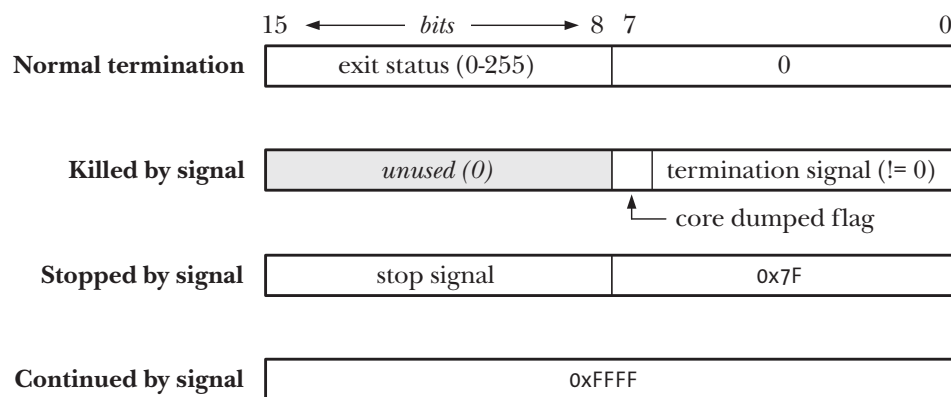 15 bits 8 7 0
Normal termination exit status (0-255) 0
Killed by signal unused (0) termination signal (!= 0)
core dumped flag
Stopped by signal stop signal 0x7F
Continued by signal 0xFFFF